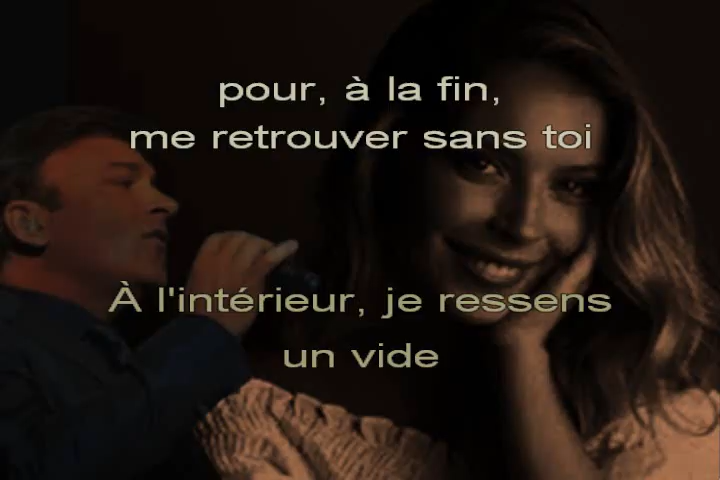 pour, à la fin,
me retrouver sans toi
À l'intérieur, je ressens
un vide